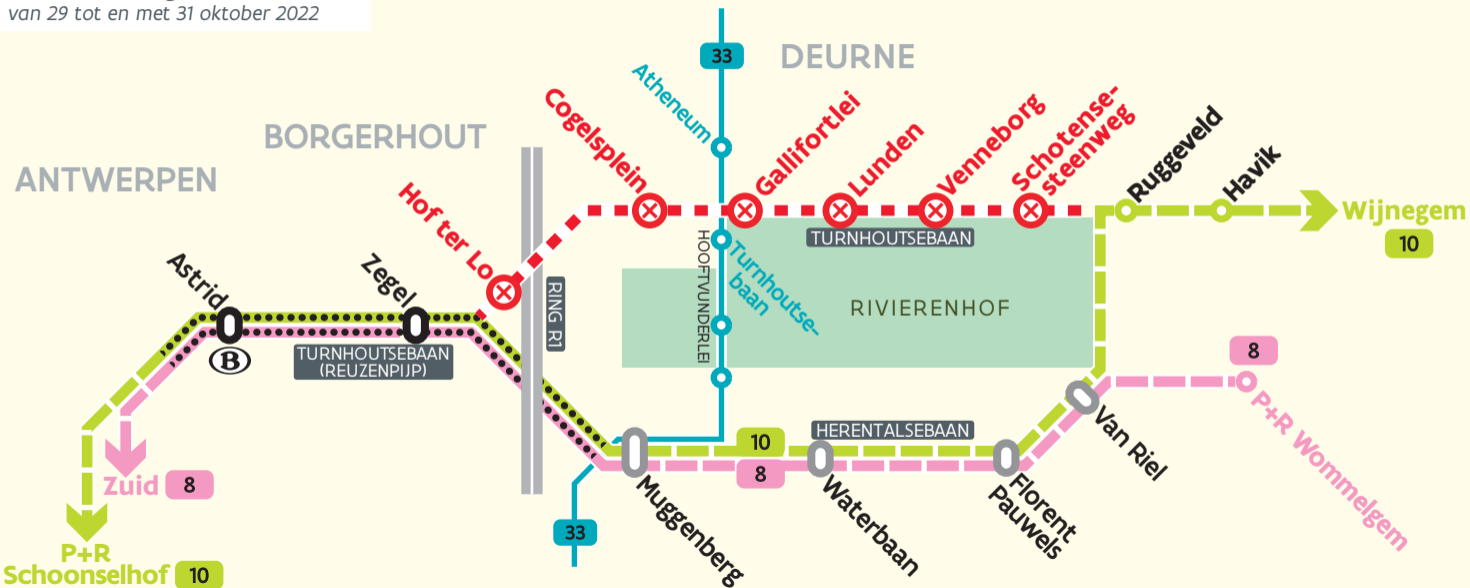 van 29 tot en met 31 oktober 2022
33
DEURNE
BORGERHOUT
ANTWERPEN
Atheneum
Cogelsplein
Gallifortlei
Lunden
Venneborg
Schotense-
steenweg
Ruggeveld
Havik
Wijnegem
10
Hof ter Lo
TURNHOUTSEBAAN
HOOFTVUNDERLEI
Turnhoutse-
baan
RIVIERENHOF
RING R1
Astrid
Zegel
B
TURNHOUTSEBAAN
(REUZENPIJP)
8
P+R Wommelgem
Van Riel
10
HERENTALSEBAAN
8
Zuid 8
Muggenberg
Waterbaan
Florent
Pauwels
33
P+R
Schoonselhof 10